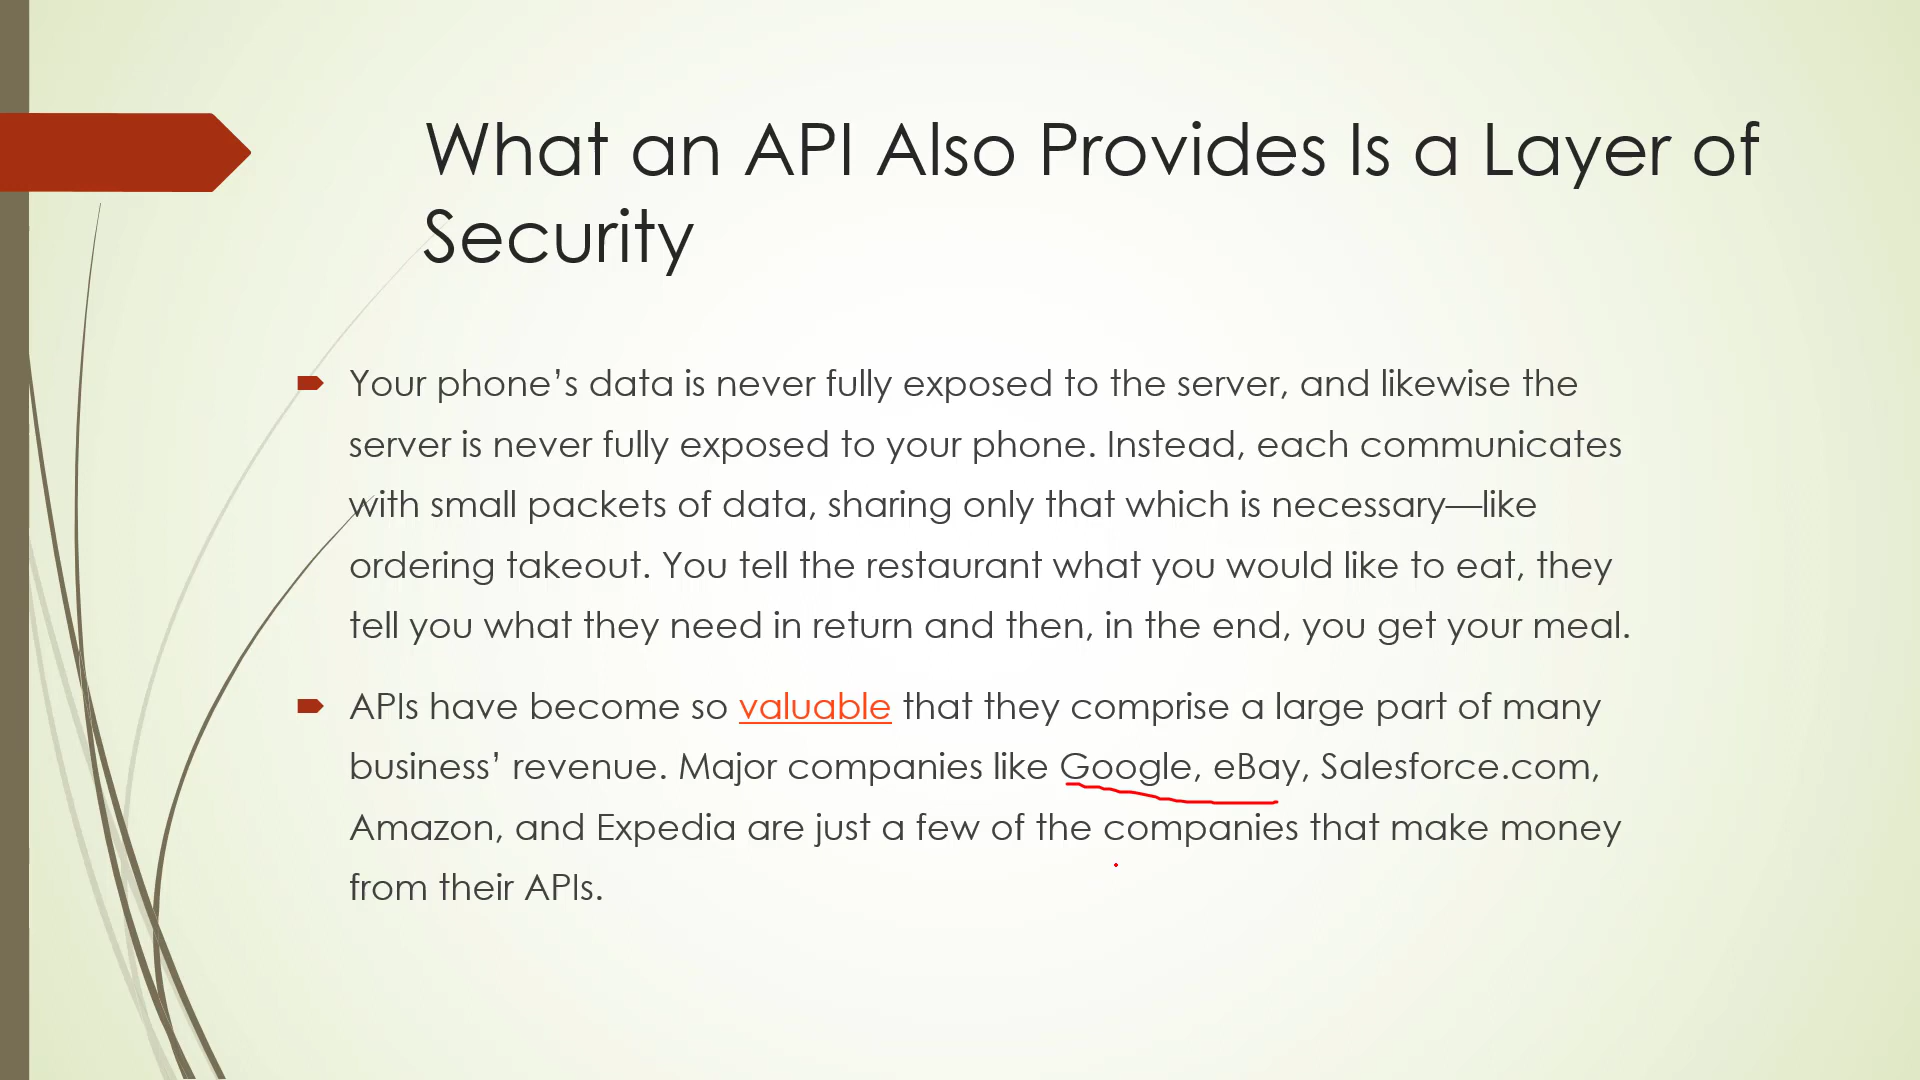 What an API Also Provides Is a Layer of
Security
Your phone’s data is never fully exposed to the server, and likewise the
server is never fully exposed to your phone. Instead, each communicates
with small packets of data, sharing only that which is necessary—like
ordering takeout. You tell the restaurant what you would like to eat, they
tell you what they need in return and then, in the end, you get your meal.
APIs have become so valuable that they comprise a large part of many
business’ revenue. Major companies like Google, eBay, Salesforce.com,
Amazon, and Expedia are just a few of the companies that make money
from their APIs.